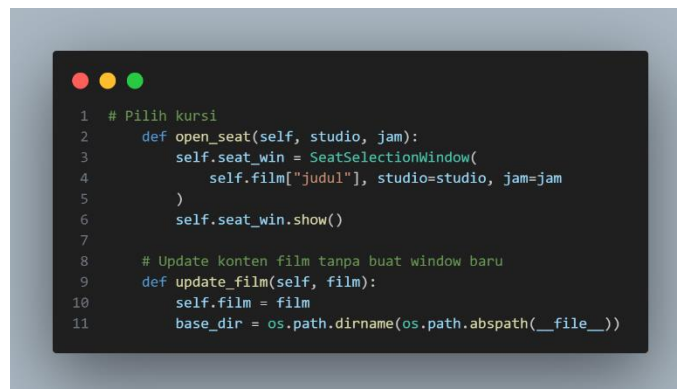 1 # Pilih kursi
2     def open_seat(self, studio, jam):
3         self.seat_win = SeatSelectionWindow(
4             self.film["judul"], studio=studio, jam=jam
5         )
6         self.seat_win.show()
7
8     # Update konten film tanpa buat window baru
9     def update_film(self, film):
10         self.film = film
11         base_dir = os.path.dirname(os.path.abspath(__file__))